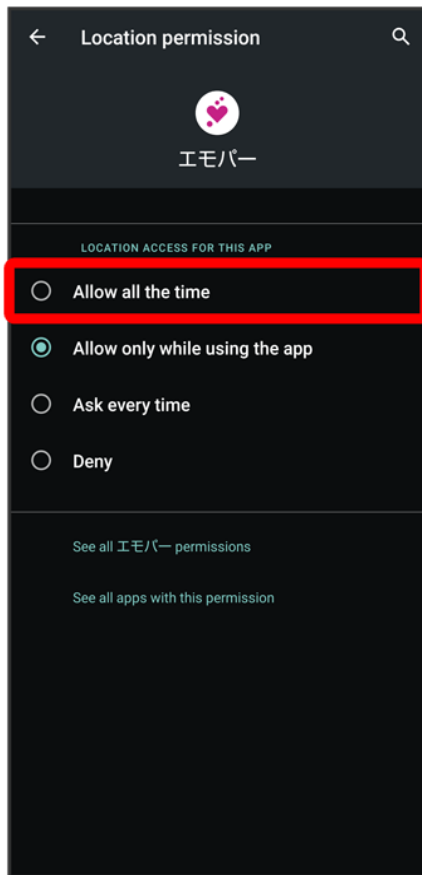 Location permission
エモパー
LOCATION ACCESS FOR THIS APP
Allow all the time
Allow only while using the app
Ask every time
Deny
See all エモパー permissions
See all apps with this permission